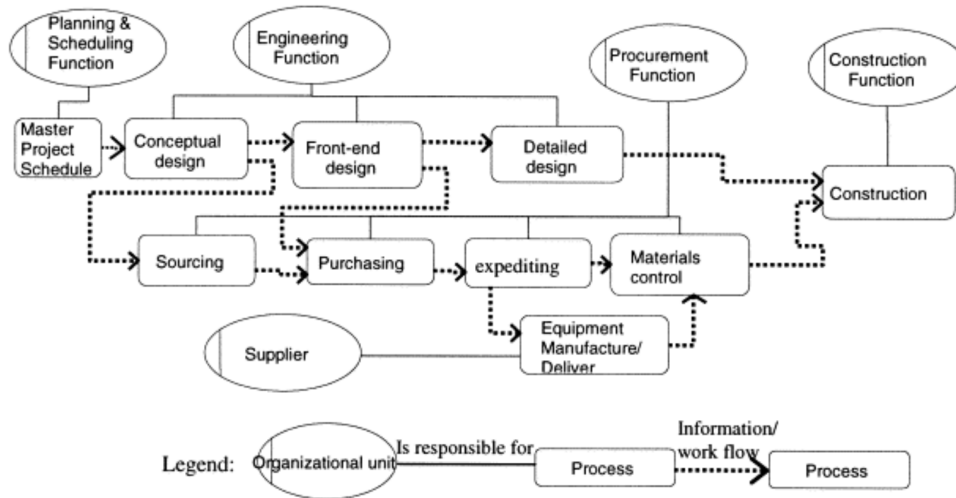 Planning &
Scheduling
Function
Engineering
Function
Procurement
Function
Construction
Function
Master
Project
Schedule
Conceptual
design
Front-end
design
Detailed
design
Construction
Sourcing
Purchasing
expediting
Materials
control
Supplier
Equipment
Manufacture/
Deliver
Legend:
Organizational unit
Is responsible for
Process
Information/
work flow
Process